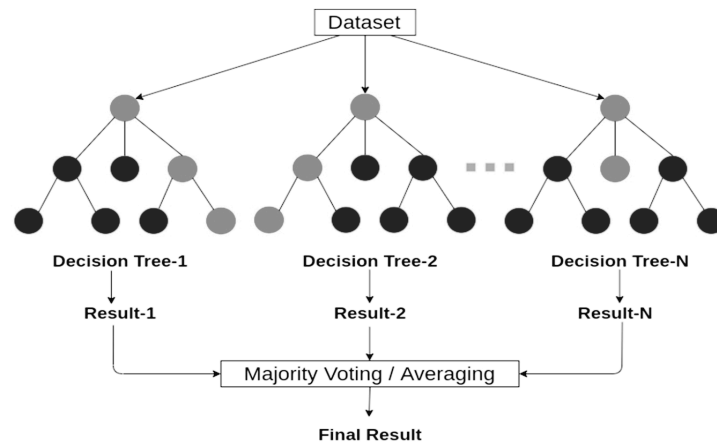 Dataset
Decision Tree-1
Decision Tree-2
Decision Tree-N
Result-1
Result-2
Result-N
Majority Voting / Averaging
Final Result